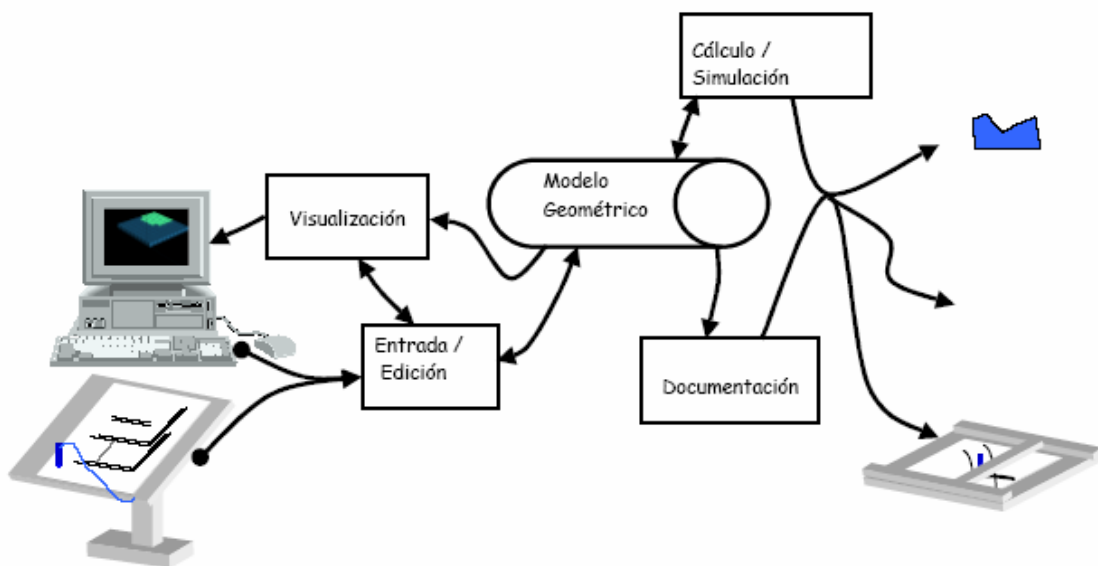 Cálculo /
Simulación
Modelo
Geométrico
Visualización
Entrada /
Edición
Documentación